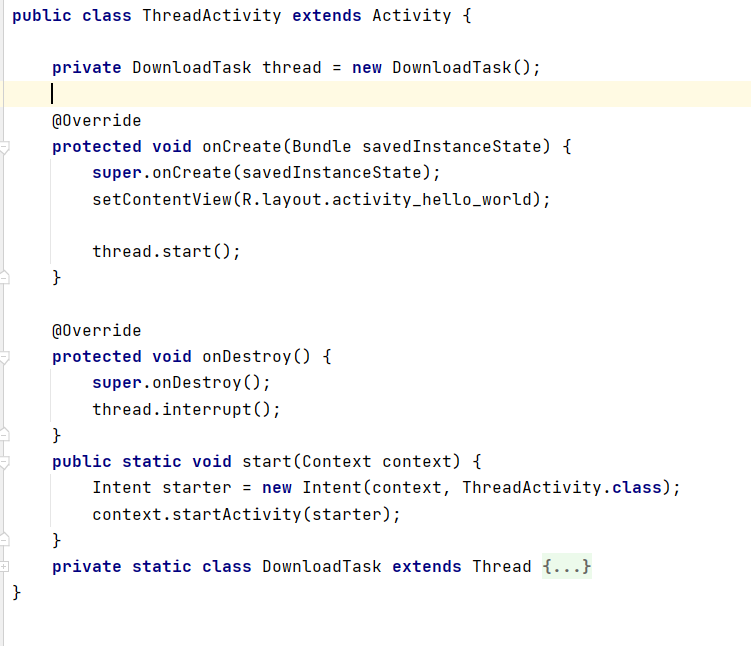 public class ThreadActivity extends Activity {
private DownloadTask thread = new DownloadTask();
@Override
protected void onCreate(Bundle savedInstanceState) {
super.onCreate(savedInstanceState);
setContentView(R.layout.activity_hello_world);
thread.start();
}
@Override
protected void onDestroy() {
super.onDestroy();
thread.interrupt();
}
public static void start(Context context) {
Intent starter = new Intent(context, ThreadActivity.class);
context.startActivity(starter);
}
private static class DownloadTask extends Thread {...}
}